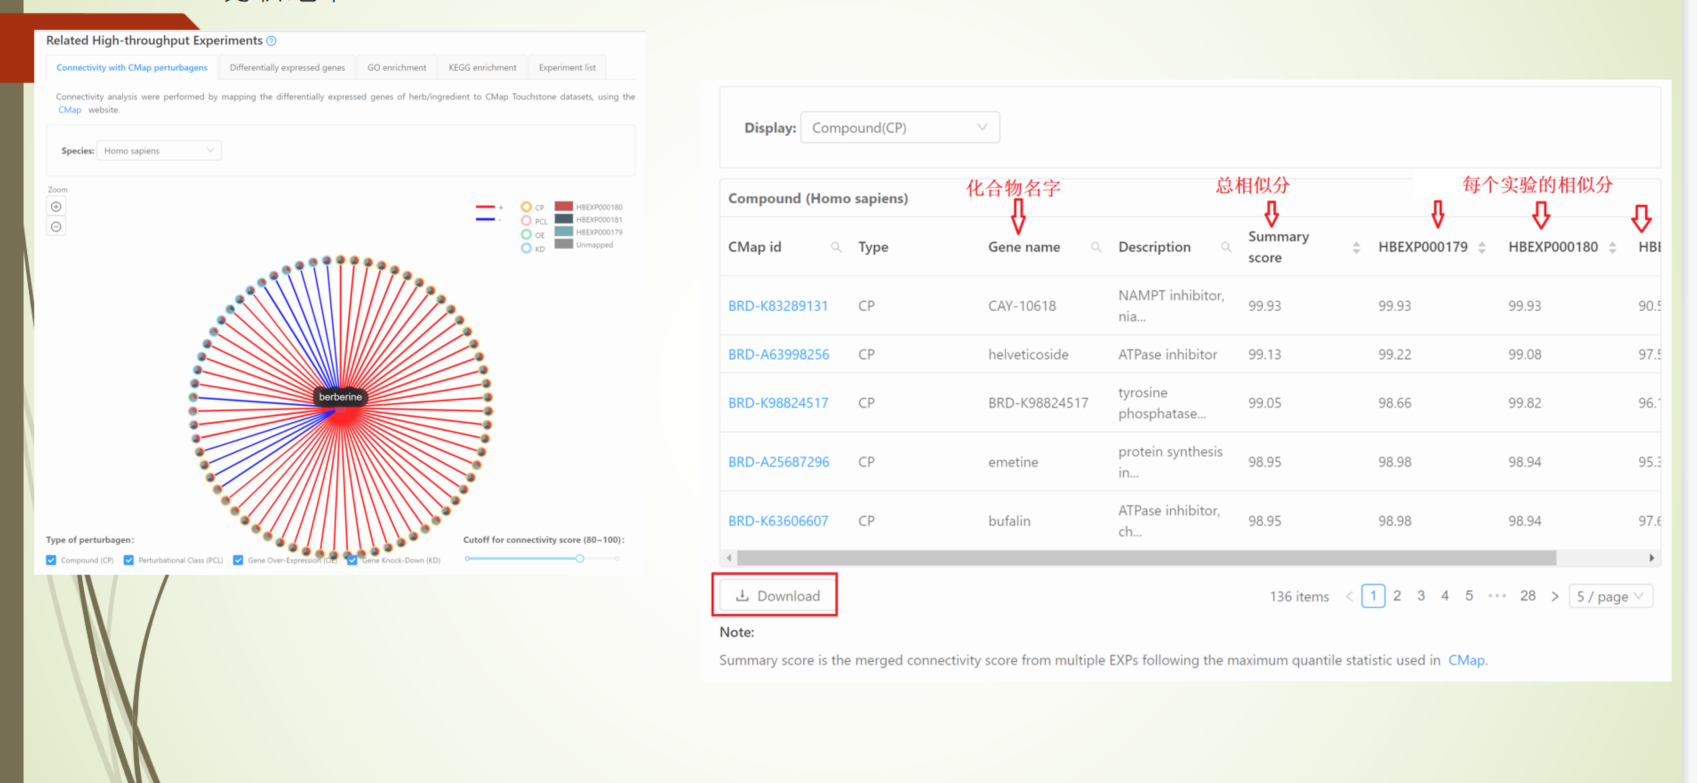 Related High-throughput Experiments
Connectivity with CMap perturbagens
Differentially expressed genes
GO enrichment
KEGG enrichment
Experiment list
Connectivity analysis were performed by mapping the differentially expressed genes of herb/ingredient to CMap Touchstone datasets, using the
CMap website.
Species: Homo sapiens
Zoom
+
-
CP
PCL
OE
KD
HBEXP000180
HBEXP000181
HBEXP000179
Unmapped
berberine
Type of perturbagen:
Compound (CP)
Perturbational Class (PCL)
Gene Over-Expression (OE)
Gene Knock-Down (KD)
Cutoff for connectivity score (80~100):
Display: Compound(CP)
Compound (Homo sapiens)
化合物名字
总相似分
每个实验的相似分
CMap id Type Gene name Description Summary score HBEXP000179 HBEXP000180 HBE
BRD-K83289131 CP CAY-10618 NAMPT inhibitor, nia... 99.93 99.93 99.93 90.5
BRD-A63998256 CP helveticoside ATPase inhibitor 99.13 99.22 99.08 97.5
BRD-K98824517 CP BRD-K98824517 tyrosine phosphatase... 99.05 98.66 99.82 96.
BRD-A25687296 CP emetine protein synthesis in... 98.95 98.98 98.94 95.3
BRD-K63606607 CP bufalin ATPase inhibitor, ch... 98.95 98.98 98.94 97.6
Download
136 items < 1 2 3 4 5 ••• 28 > 5 / page
Note:
Summary score is the merged connectivity score from multiple EXPs following the maximum quantile statistic used in CMap.